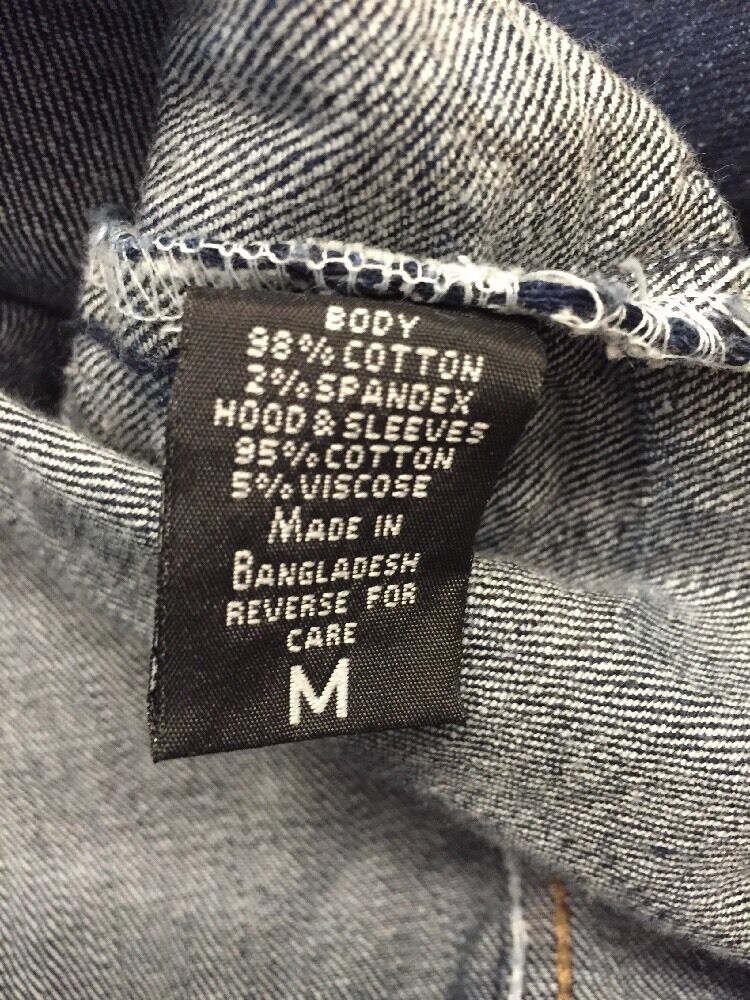 BODY
98% COTTON
2% SPANDEX
HOOD & SLEEVES
95% COTTON
5% VISCOSE
MADE IN
BANGLADESH
REVERSE FOR
CARE
M